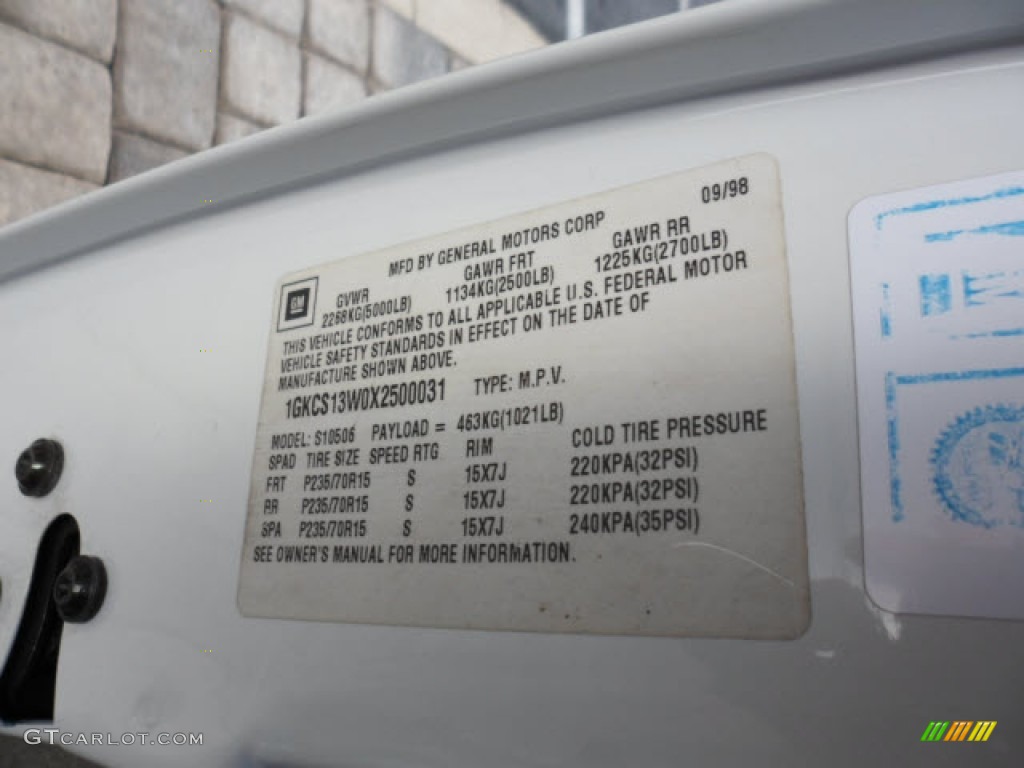 09/98
MFD BY GENERAL MOTORS CORP
GVWR GAWR FRT GAWR RR
2268KG(5000LB) 1134KG(2500LB) 1225KG(2700LB)
GM
THIS VEHICLE CONFORMS TO ALL APPLICABLE U.S. FEDERAL MOTOR
VEHICLE SAFETY STANDARDS IN EFFECT ON THE DATE OF
MANUFACTURE SHOWN ABOVE.
1GKCS13W0X2500031 TYPE: M.P.V.
MODEL: S10506 PAYLOAD = 463KG(1021LB)
SPAD TIRE SIZE SPEED RTG RIM COLD TIRE PRESSURE
FRT P235/70R15 S 15X7J 220KPA(32PSI)
RR P235/70R15 S 15X7J 220KPA(32PSI)
SPA P235/70R15 S 15X7J 240KPA(35PSI)
SEE OWNER'S MANUAL FOR MORE INFORMATION.
GTCARLOT.COM